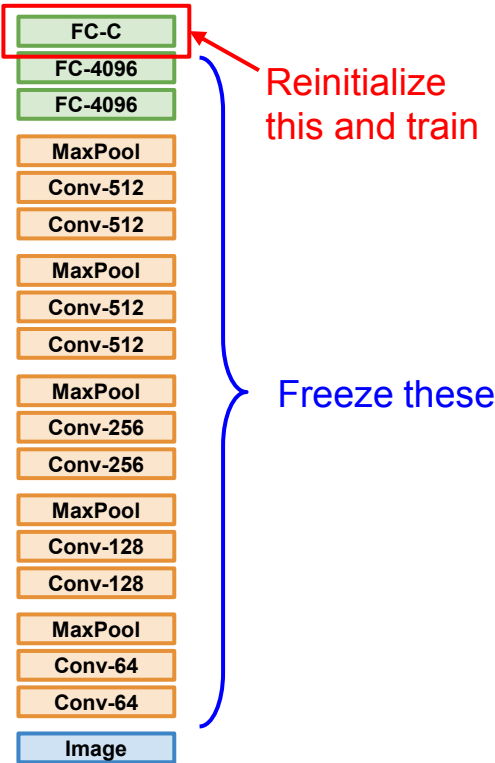 FC-C
FC-4096
FC-4096
Reinitialize
this and train
MaxPool
Conv-512
Conv-512
MaxPool
Conv-512
Conv-512
MaxPool
Conv-256
Conv-256
Freeze these
MaxPool
Conv-128
Conv-128
MaxPool
Conv-64
Conv-64
Image